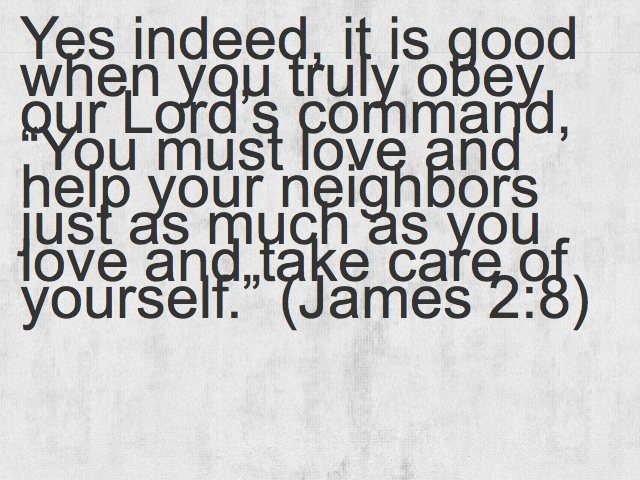 Yes indeed, it is good
when you truly obey
our Lord's command,
“You must love and
help your neighbors
just as much as you
love and take care of
yourself.” (James 2:8)